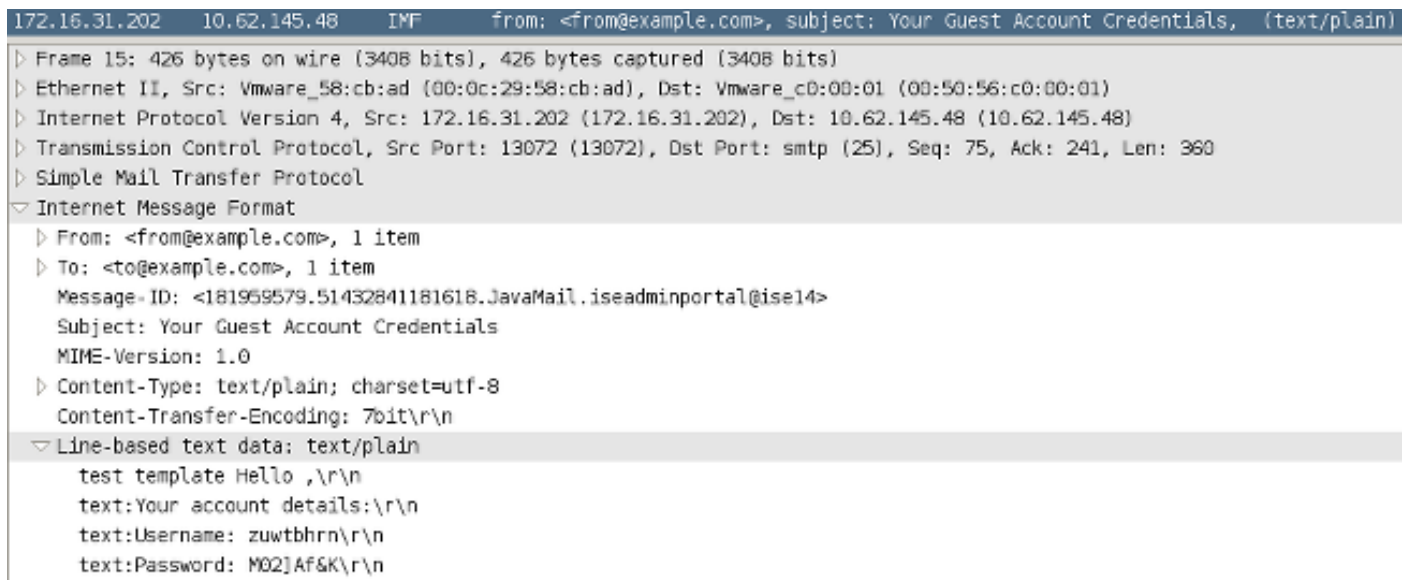 172.16.31.202 10.62.145.48 IMF from: <from@example.com>, subject: Your Guest Account Credentials, (text/plain)
Frame 15: 426 bytes on wire (3408 bits), 426 bytes captured (3408 bits)
Ethernet II, Src: Vmware_58:cb:ad (00:0c:29:58:cb:ad), Dst: Vmware_c0:00:01 (00:50:56:c0:00:01)
Internet Protocol Version 4, Src: 172.16.31.202 (172.16.31.202), Dst: 10.62.145.48 (10.62.145.48)
Transmission Control Protocol, Src Port: 13072 (13072), Dst Port: smtp (25), Seq: 75, Ack: 241, Len: 360
Simple Mail Transfer Protocol
Internet Message Format
From: <from@example.com>, 1 item
To: <to@example.com>, 1 item
Message-ID: <181959579.51432841181618.JavaMail.iseadminportal@ise14>
Subject: Your Guest Account Credentials
MIME-Version: 1.0
Content-Type: text/plain; charset=utf-8
Content-Transfer-Encoding: 7bit\r\n
Line-based text data: text/plain
test template Hello ,\r\n
text:Your account details:\r\n
text:Username: zuwtbhrn\r\n
text:Password: M02]Af&K\r\n